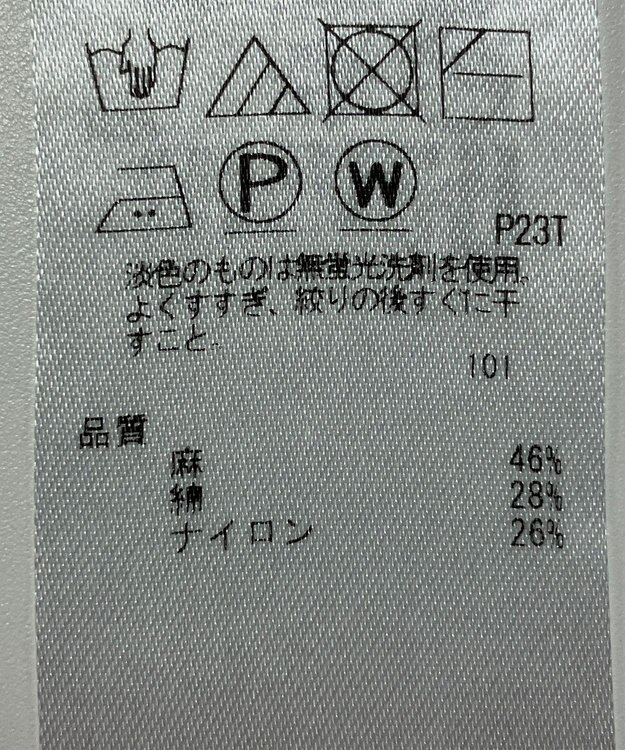 P W
P23T
淡色のものは無蛍光洗剤を使用。
よくすすぎ、絞りの後すぐに干
すこと。
101
品質
麻 46%
綿 28%
ナイロン 26%